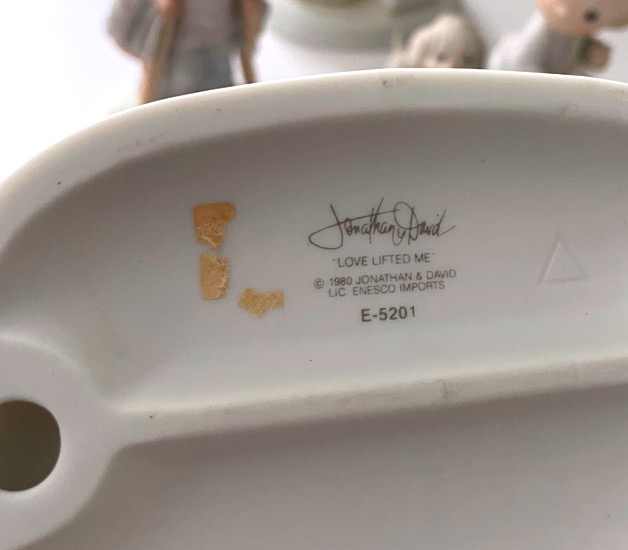 Jonathan & David
"LOVE LIFTED ME"
© 1980 JONATHAN & DAVID
LIC. ENESCO IMPORTS
E-5201